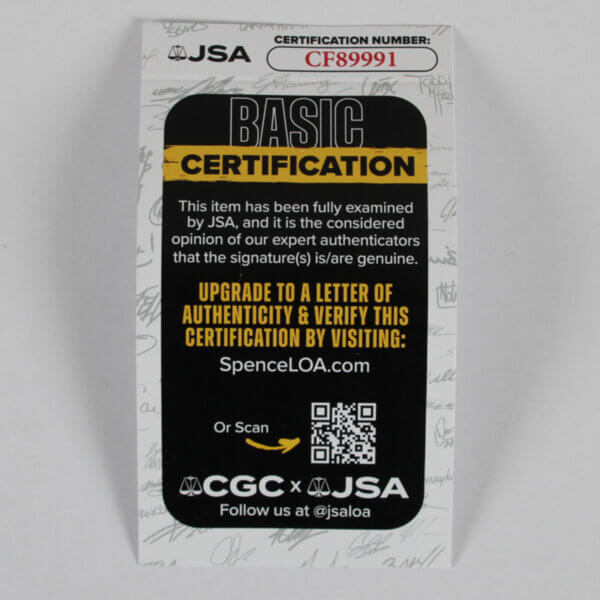 JSA
CERTIFICATION NUMBER:
CF89991
BASIC
CERTIFICATION
This item has been fully examined
by JSA, and it is the considered
opinion of our expert authenticators
that the signature(s) is/are genuine.
UPGRADE TO A LETTER OF
AUTHENTICITY & VERIFY THIS
CERTIFICATION BY VISITING:
SpenceLOA.com
Or Scan
CGC x JSA
Follow us at @jsaloa